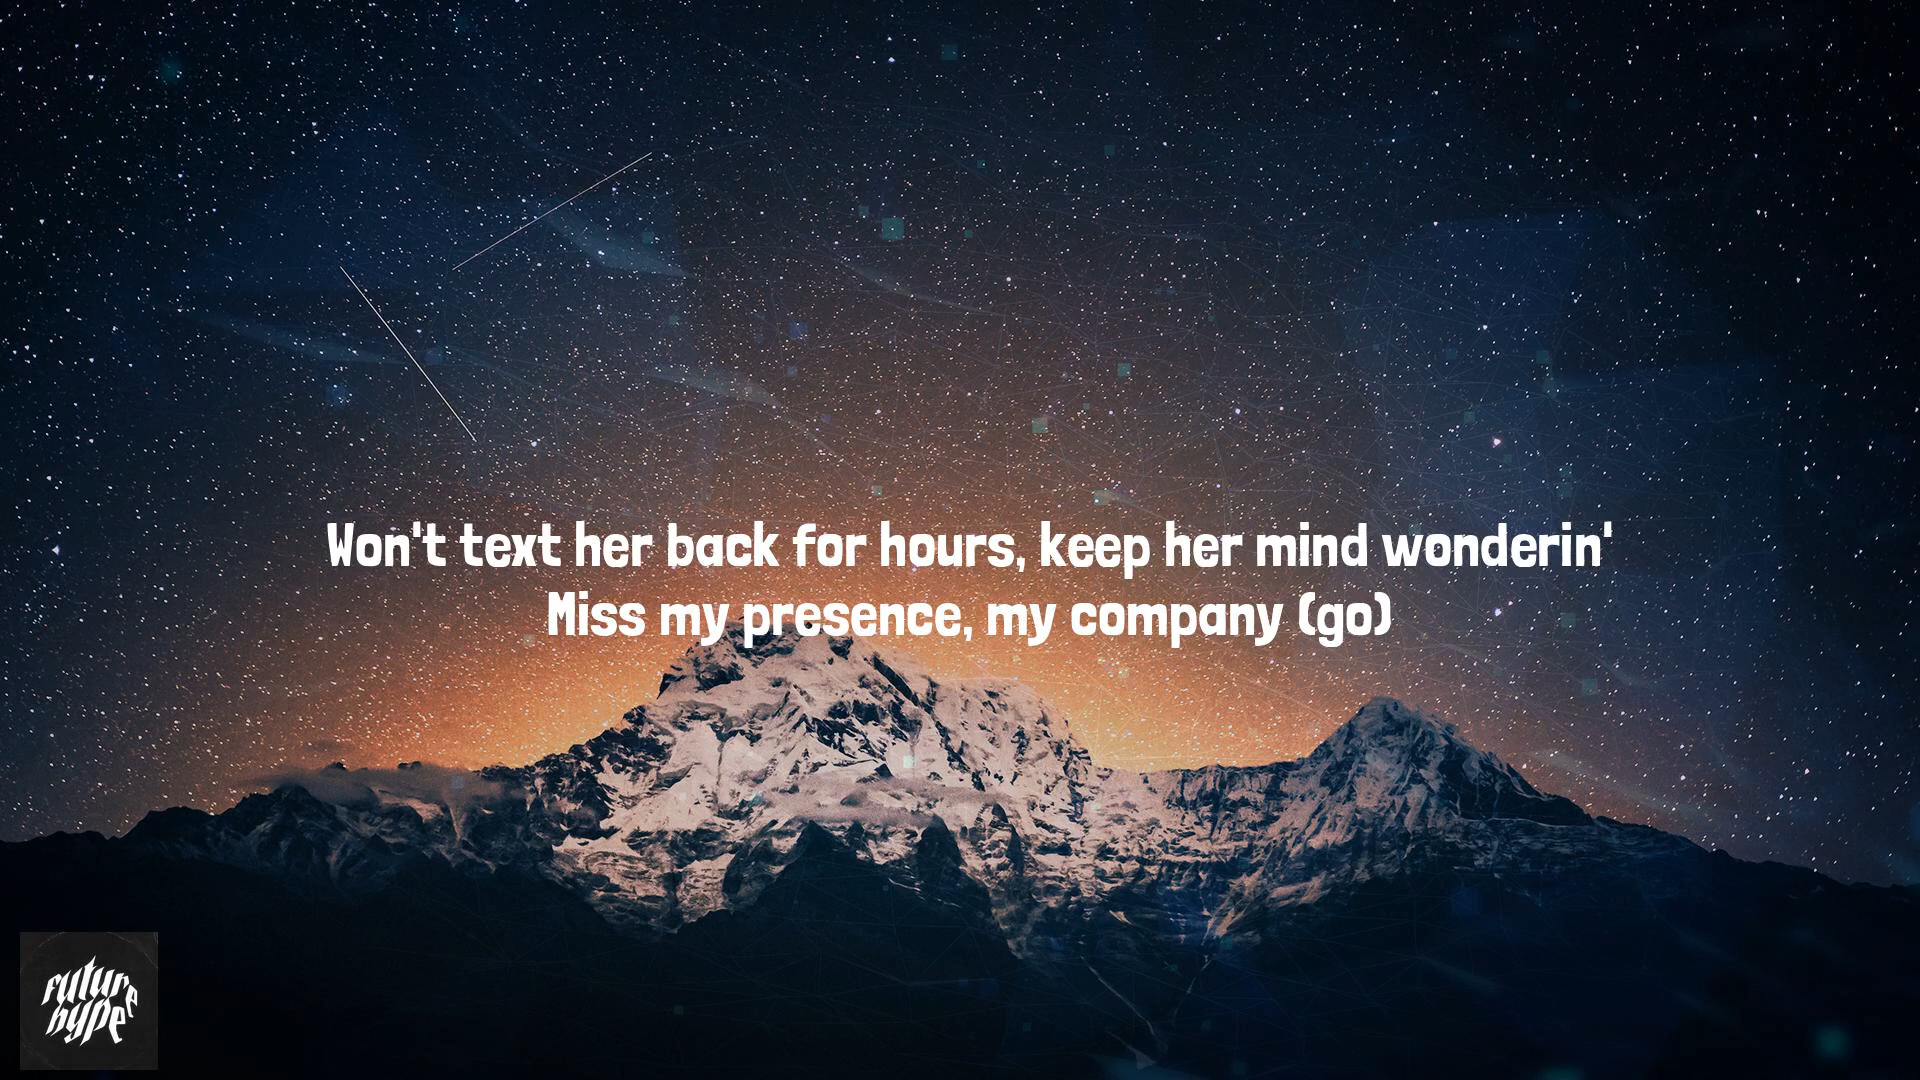 Won't text her back for hours, keep her mind wonderin'
Miss my presence, my company (go)
future
hype